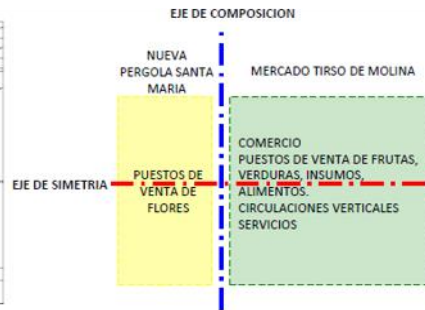 EJE DE COMPOSICION
NUEVA
PERGOLA SANTA
MARIA
MERCADO TIRSO DE MOLINA
EJE DE SIMETRIA
PUESTOS DE
VENTA DE
FLORES
COMERCIO
PUESTOS DE VENTA DE FRUTAS,
VERDURAS, INSUMOS,
ALIMENTOS.
CIRCULACIONES VERTICALES
SERVICIOS